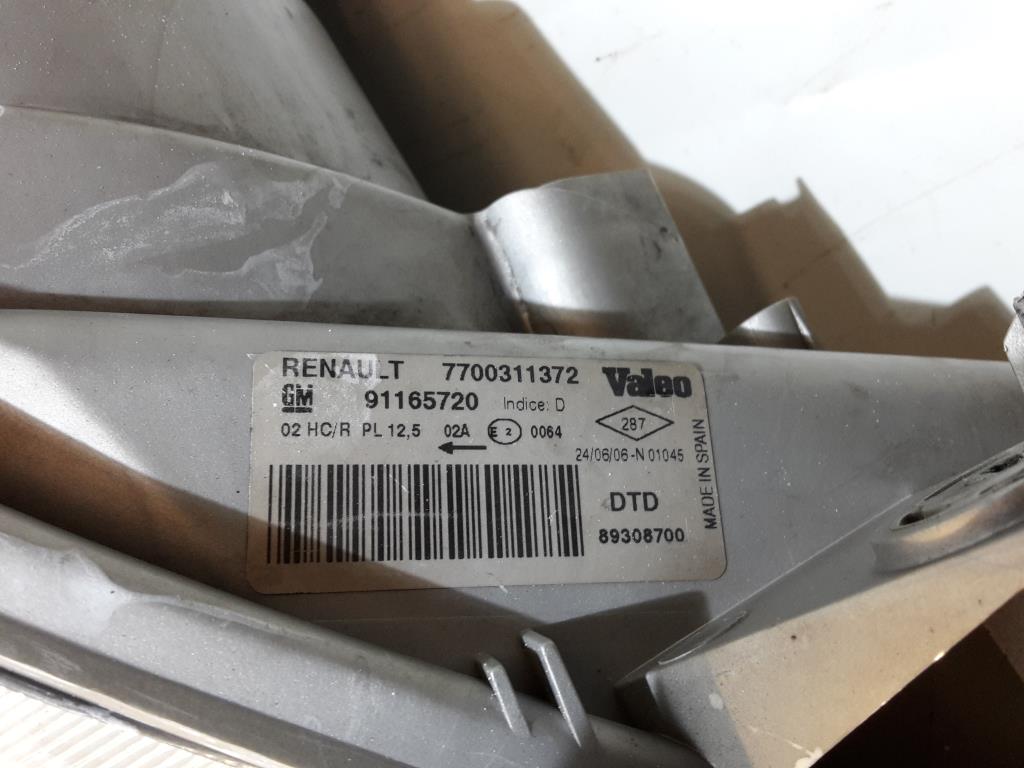 RENAULT 7700311372 Valeo
GM 91165720 Indice: D
287
02 HC/R PL 12,5 02A E 2 0064
24/06/06 -N 01045
DTD
89308700
MADE IN SPAIN